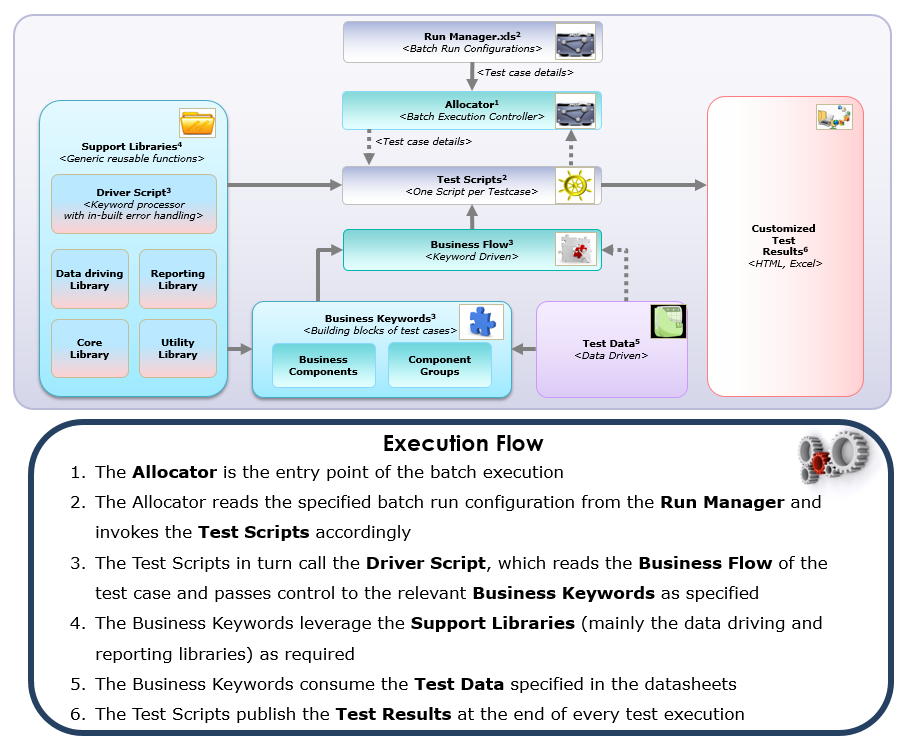 Run Manager.xls²
<Batch Run Configurations>
<Test case details>
Allocator¹
<Batch Execution Controller>
<Test case details>
Support Libraries⁴
<Generic reusable functions>
Driver Script³
<Keyword processor
with in-built error handling>
Data driving
Library
Reporting
Library
Core
Library
Utility
Library
Test Scripts²
<One Script per Testcase>
Business Flow³
<Keyword Driven>
Business Keywords³
<Building blocks of test cases>
Business
Components
Component
Groups
Test Data⁵
<Data Driven>
Customized
Test
Results⁶
<HTML, Excel>
Execution Flow
1. The Allocator is the entry point of the batch execution
2. The Allocator reads the specified batch run configuration from the Run Manager and
invokes the Test Scripts accordingly
3. The Test Scripts in turn call the Driver Script, which reads the Business Flow of the
test case and passes control to the relevant Business Keywords as specified
4. The Business Keywords leverage the Support Libraries (mainly the data driving and
reporting libraries) as required
5. The Business Keywords consume the Test Data specified in the datasheets
6. The Test Scripts publish the Test Results at the end of every test execution